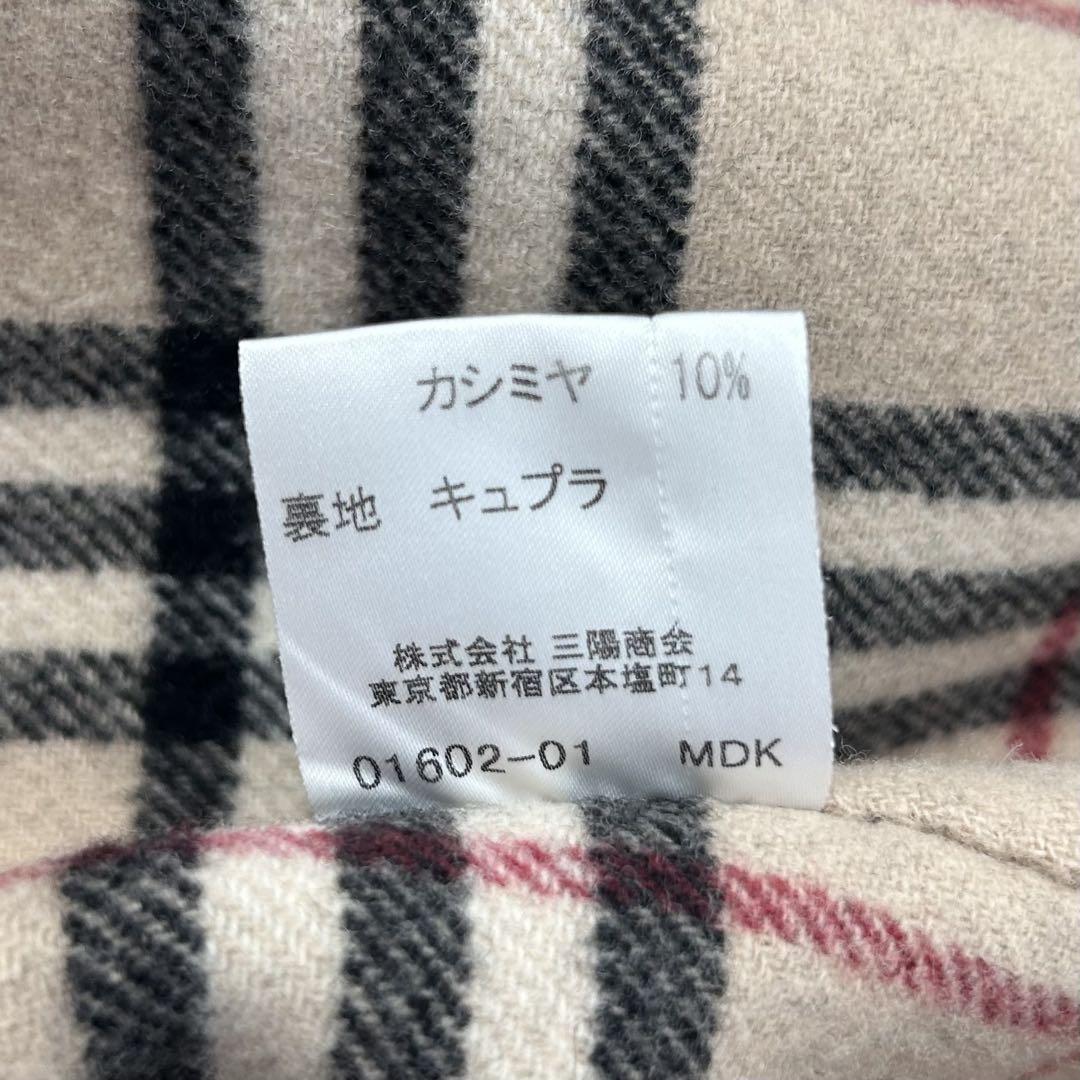 カシミヤ 10%
裏地 キュプラ
株式会社 三陽商会
東京都新宿区本塩町14
01602-01 MDK